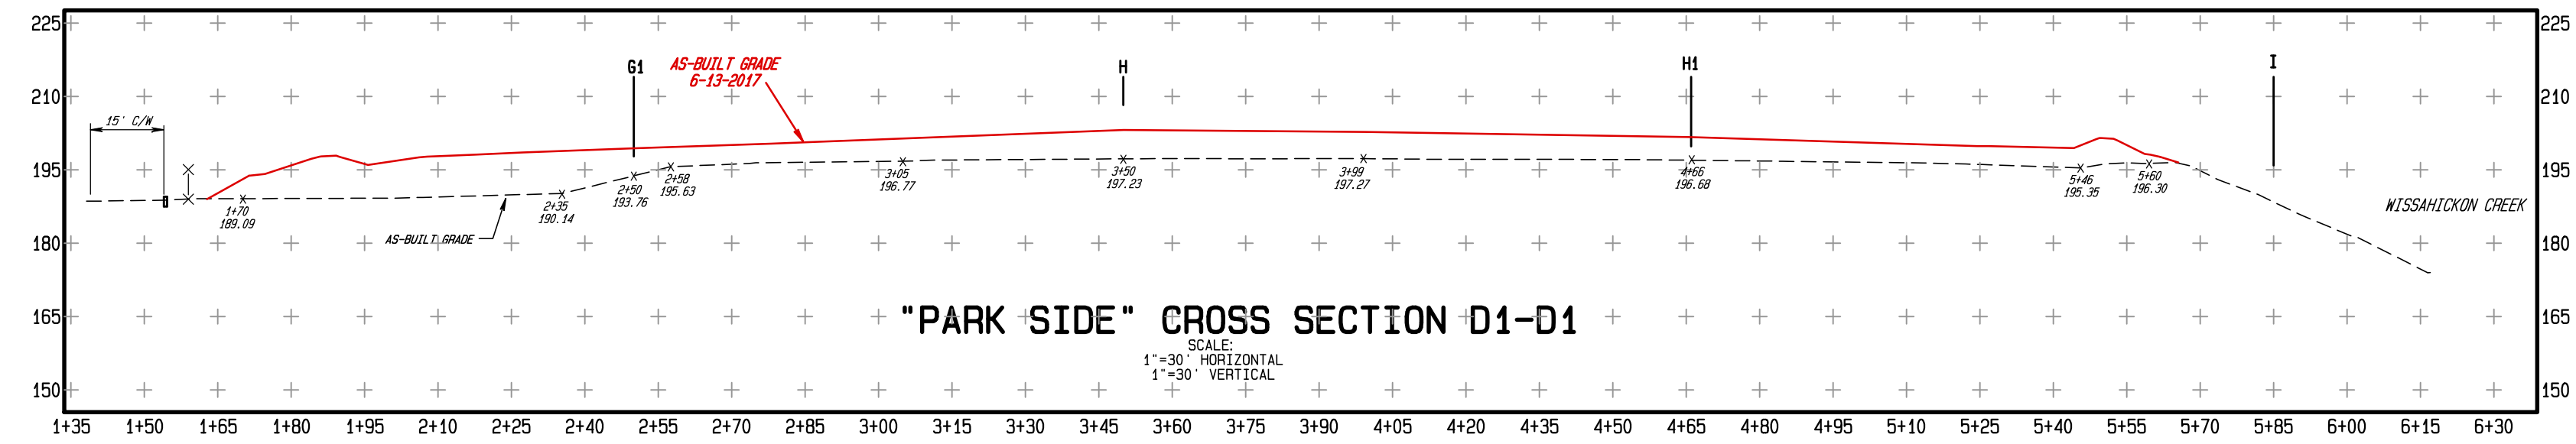 225
225
G1
AS-BUILT GRADE
6-13-2017
H
H1
I
210
210
15' C/W
195
195
1+70
189.09
2+35
190.14
2+50
193.76
2+58
195.63
3+05
196.77
3+50
197.23
3+99
197.27
4+66
196.68
5+46
195.35
5+60
196.30
WISSAHICKON CREEK
180
AS-BUILT GRADE
180
165
"PARK SIDE" CROSS SECTION D1-D1
165
SCALE:
1"=30' HORIZONTAL
1"=30' VERTICAL
150
150
1+35 1+50 1+65 1+80 1+95 2+10 2+25 2+40 2+55 2+70 2+85 3+00 3+15 3+30 3+45 3+60 3+75 3+90 4+05 4+20 4+35 4+50 4+65 4+80 4+95 5+10 5+25 5+40 5+55 5+70 5+85 6+00 6+15 6+30